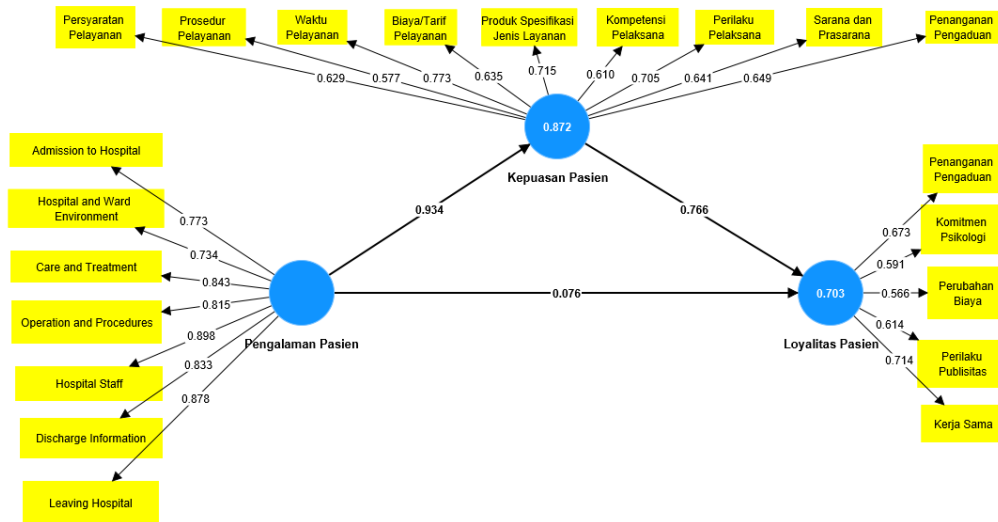 Persyaratan
Pelayanan
Prosedur
Pelayanan
Waktu
Pelayanan
Biaya/Tarif
Pelayanan
Produk Spesifikasi
Jenis Layanan
Kompetensi
Pelaksana
Perilaku
Pelaksana
Sarana dan
Prasarana
Penanganan
Pengaduan
0.629
0.577
0.773
0.635
0.715
0.610
0.705
0.641
0.649
0.872
Kepuasan Pasien
Admission to Hospital
Hospital and Ward
Environment
Care and Treatment
Operation and Procedures
Hospital Staff
Discharge Information
Leaving Hospital
0.773
0.734
0.843
0.815
0.898
0.833
0.878
Pengalaman Pasien
0.934
0.766
0.076
0.703
Loyalitas Pasien
0.673
0.591
0.566
0.614
0.714
Penanganan
Pengaduan
Komitmen
Psikologi
Perubahan
Biaya
Perilaku
Publisitas
Kerja Sama